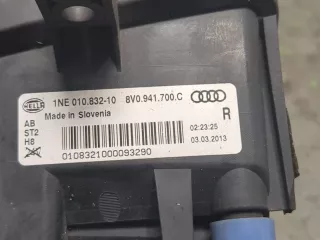 HELLA 1NE 010.832-10 8V0.941.700.C
Made in Slovenia
AB
ST2
H8
R
02:23:25
03.03.2013
0108321000093290